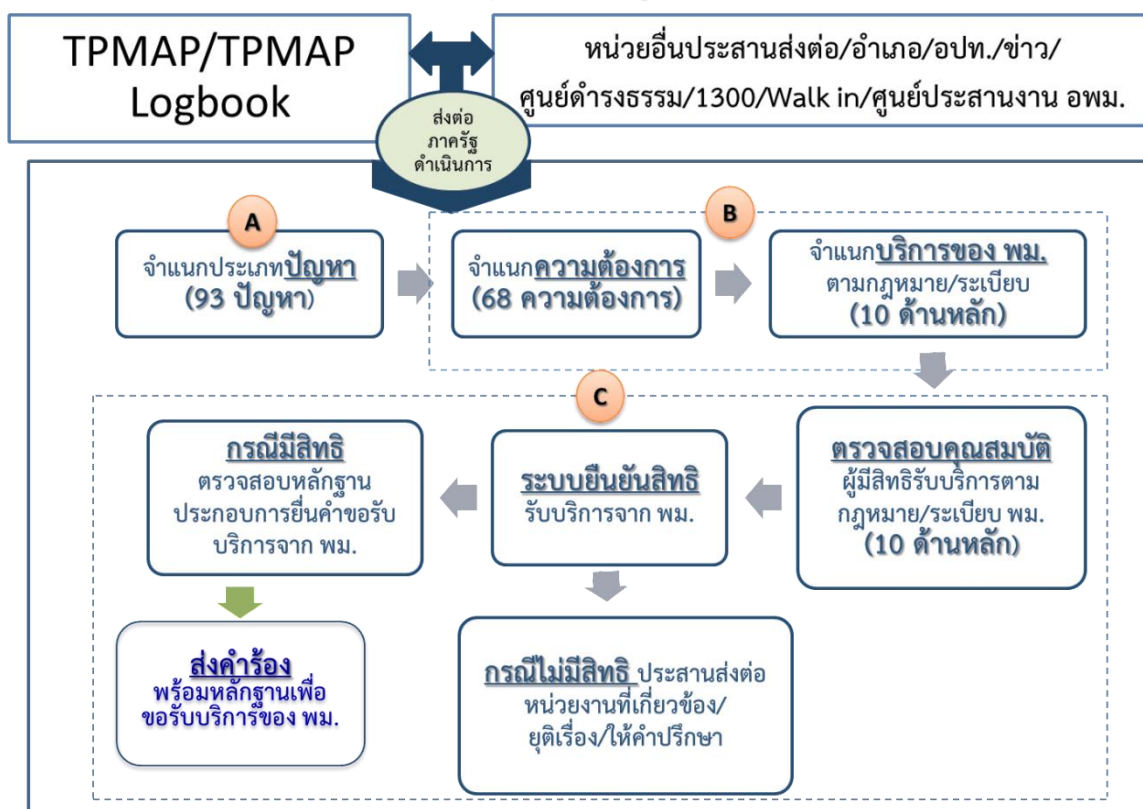 TPMAP/TPMAP
Logbook
หน่วยอื่นประสานส่งต่อ/อำเภอ/อปท./ข่าว/
ศูนย์ดำรงธรรม/1300/Walk in/ศูนย์ประสานงาน อพม.
ส่งต่อ
ภาครัฐ
ดำเนินการ
A
จำแนกประเภทปัญหา
(93 ปัญหา)
B
จำแนกความต้องการ
(68 ความต้องการ)
จำแนกบริการของ พม.
ตามกฎหมาย/ระเบียบ
(10 ด้านหลัก)
C
กรณีมีสิทธิ
ตรวจสอบหลักฐาน
ประกอบการยื่นคำขอรับ
บริการจาก พม.
ระบบยืนยันสิทธิ
รับบริการจาก พม.
ตรวจสอบคุณสมบัติ
ผู้มีสิทธิรับบริการตาม
กฎหมาย/ระเบียบ พม.
(10 ด้านหลัก)
ส่งคำร้อง
พร้อมหลักฐานเพื่อ
ขอรับบริการของ พม.
กรณีไม่มีสิทธิ ประสานส่งต่อ
หน่วยงานที่เกี่ยวข้อง/
ยุติเรื่อง/ให้คำปรึกษา